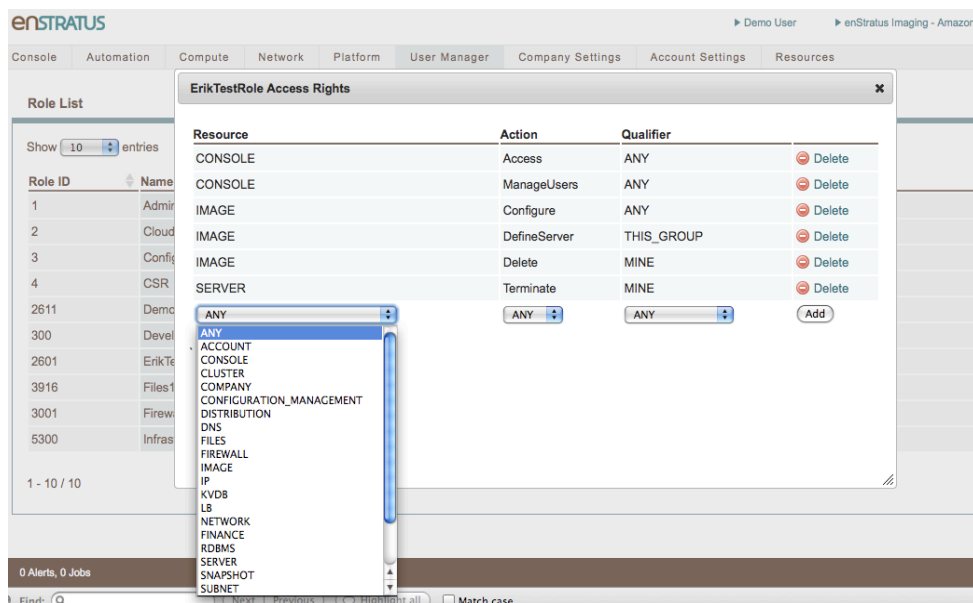 enSTRATUS
Demo User enStratus Imaging - Amazon
Console Automation Compute Network Platform User Manager Company Settings Account Settings Resources
ErikTestRole Access Rights
Role List
Resource Action Qualifier
Show 10 entries
CONSOLE Access ANY Delete
Role ID Name
CONSOLE ManageUsers ANY Delete
1 Admin
IMAGE Configure ANY Delete
2 Cloud
IMAGE DefineServer THIS_GROUP Delete
3 Config
IMAGE Delete MINE Delete
4 CSR
SERVER Terminate MINE Delete
2611 Demo
ANY ANY ANY Add
300 Devel
ANY
ACCOUNT
CONSOLE
2601 ErikTe
CLUSTER
COMPANY
3916 Files1
CONFIGURATION_MANAGEMENT
DISTRIBUTION
3001 Firewa
DNS
FILES
5300 Infras
FIREWALL
IMAGE
IP
1 - 10 / 10
KVDB
LB
NETWORK
FINANCE
RDBMS
SERVER
0 Alerts, 0 Jobs
SNAPSHOT
SUBNET
Find: Next Previous Highlight all Match case